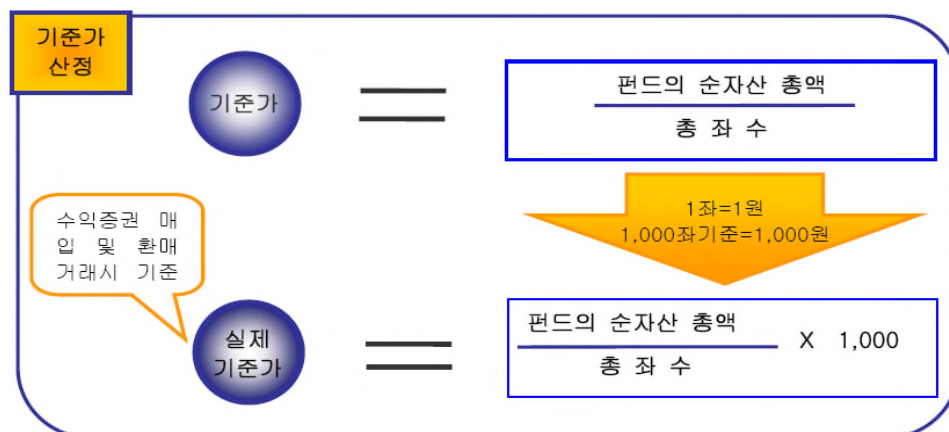 기준가
산정
기준가
펀드의 순자산 총액
총 좌 수
1좌=1원
1,000좌기준=1,000원
수익증권 매
입 및 환매
거래시 기준
실제
기준가
펀드의 순자산 총액
총 좌 수
X 1,000